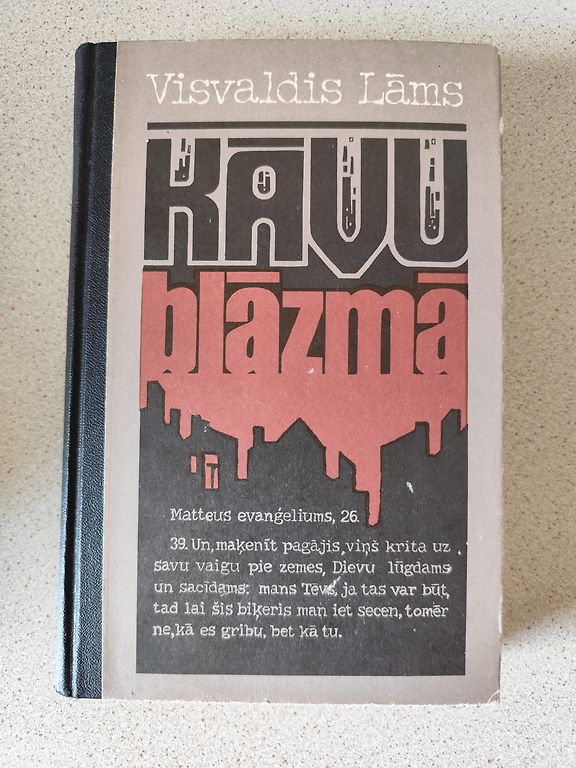 Visvaldis Lāms
KĀVU
blāzmā
Matteus evaņģeliums, 26.
39. Un, maķenīt pagājis, viņš krita uz
savu vaigu pie zemes, Dievu lūgdams
un sacīdams: mans Tēvs, ja tas var būt,
tad lai šis biķeris man iet secen, tomēr
ne, kā es gribu, bet kā tu.